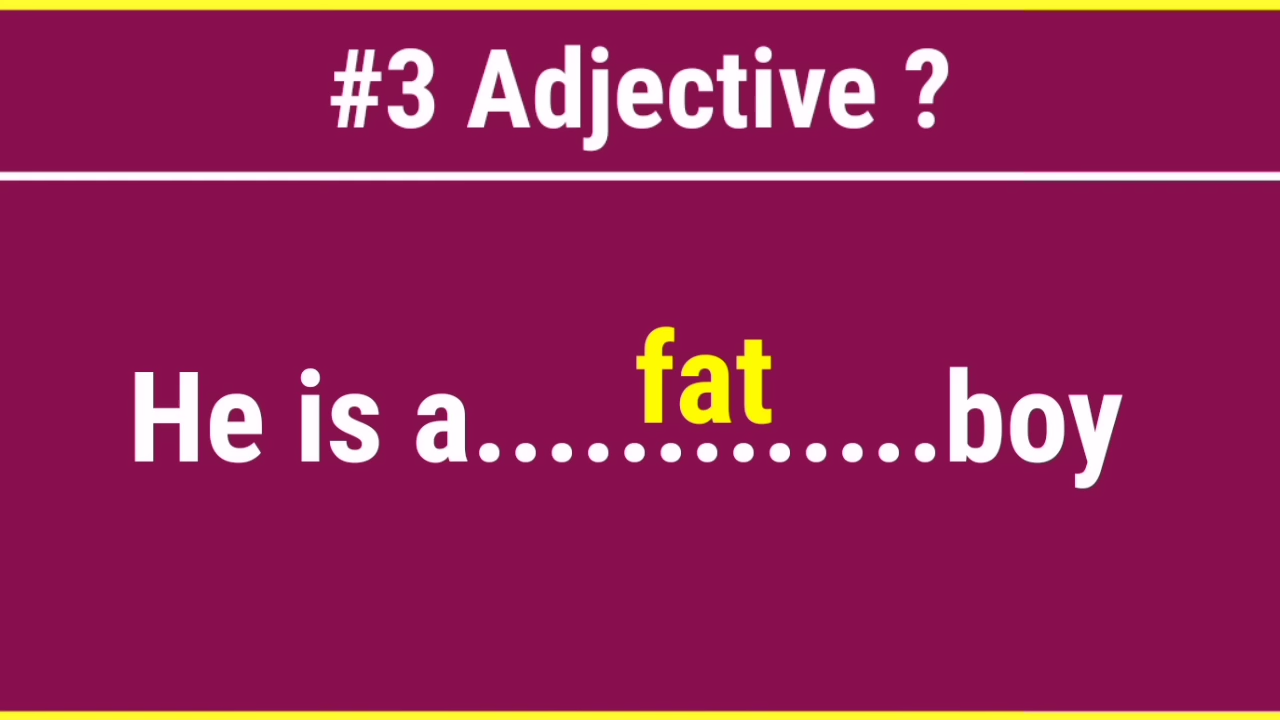 #3 Adjective ?
fat
He is a.............boy